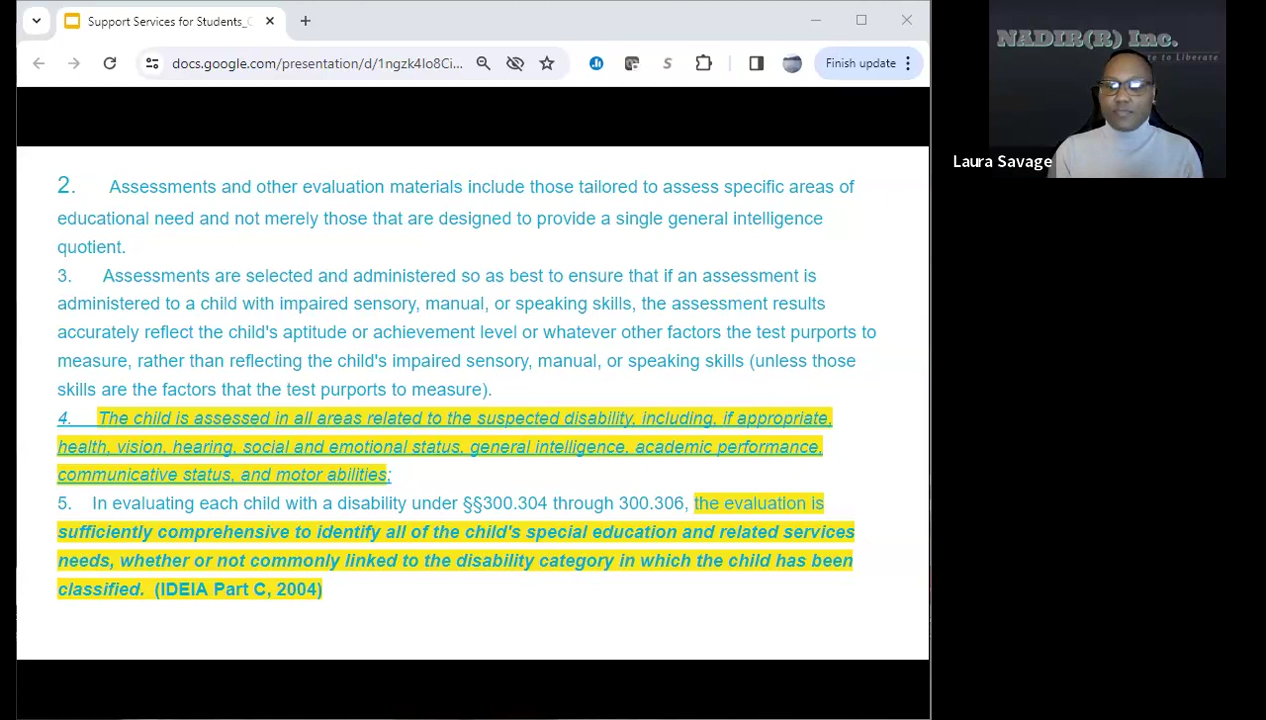 Support Services for Students_C
docs.google.com/presentation/d/1ngzk4lo8Ci...
Finish update
2. Assessments and other evaluation materials include those tailored to assess specific areas of
educational need and not merely those that are designed to provide a single general intelligence
quotient.
3. Assessments are selected and administered so as best to ensure that if an assessment is
administered to a child with impaired sensory, manual, or speaking skills, the assessment results
accurately reflect the child's aptitude or achievement level or whatever other factors the test purports to
measure, rather than reflecting the child's impaired sensory, manual, or speaking skills (unless those
skills are the factors that the test purports to measure).
4. The child is assessed in all areas related to the suspected disability, including, if appropriate,
health, vision, hearing, social and emotional status, general intelligence, academic performance,
communicative status, and motor abilities;
5. In evaluating each child with a disability under §§300.304 through 300.306, the evaluation is
sufficiently comprehensive to identify all of the child's special education and related services
needs, whether or not commonly linked to the disability category in which the child has been
classified. (IDEIA Part C, 2004)
NADIR(R) Inc.
to Liberate
Laura Savage